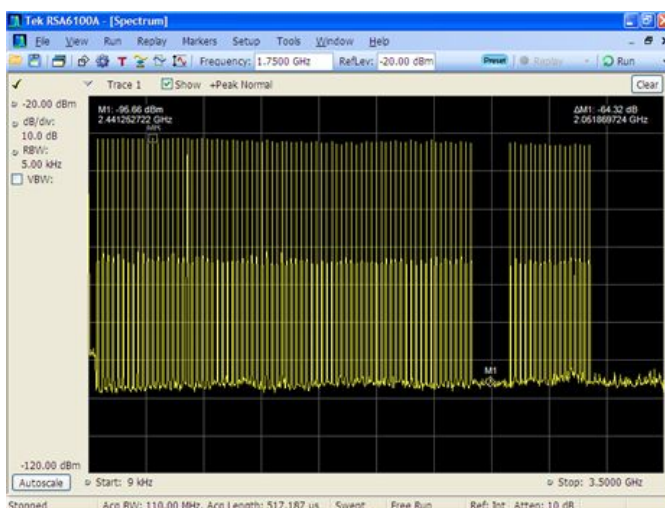 Tek RSA6100A - [Spectrum]
File View Run Replay Markers Setup Tools Window Help
Frequency: 1.7500 GHz RefLev: -20.00 dBm Preset Replay Run
Trace 1 Show +Peak Normal Clear
-20.00 dBm
dB/div:
10.0 dB
RBW:
5.00 kHz
VBW:
M1: -95.66 dBm
2.441252722 GHz
MR
ΔM1: -64.32 dB
2.051869724 GHz
M1
-120.00 dBm
Autoscale Start: 9 kHz Stop: 3.5000 GHz
Stopped Acq BW: 110.00 MHz, Acq Length: 517.187 us Swept Free Run Ref: Int Atten: 10 dB